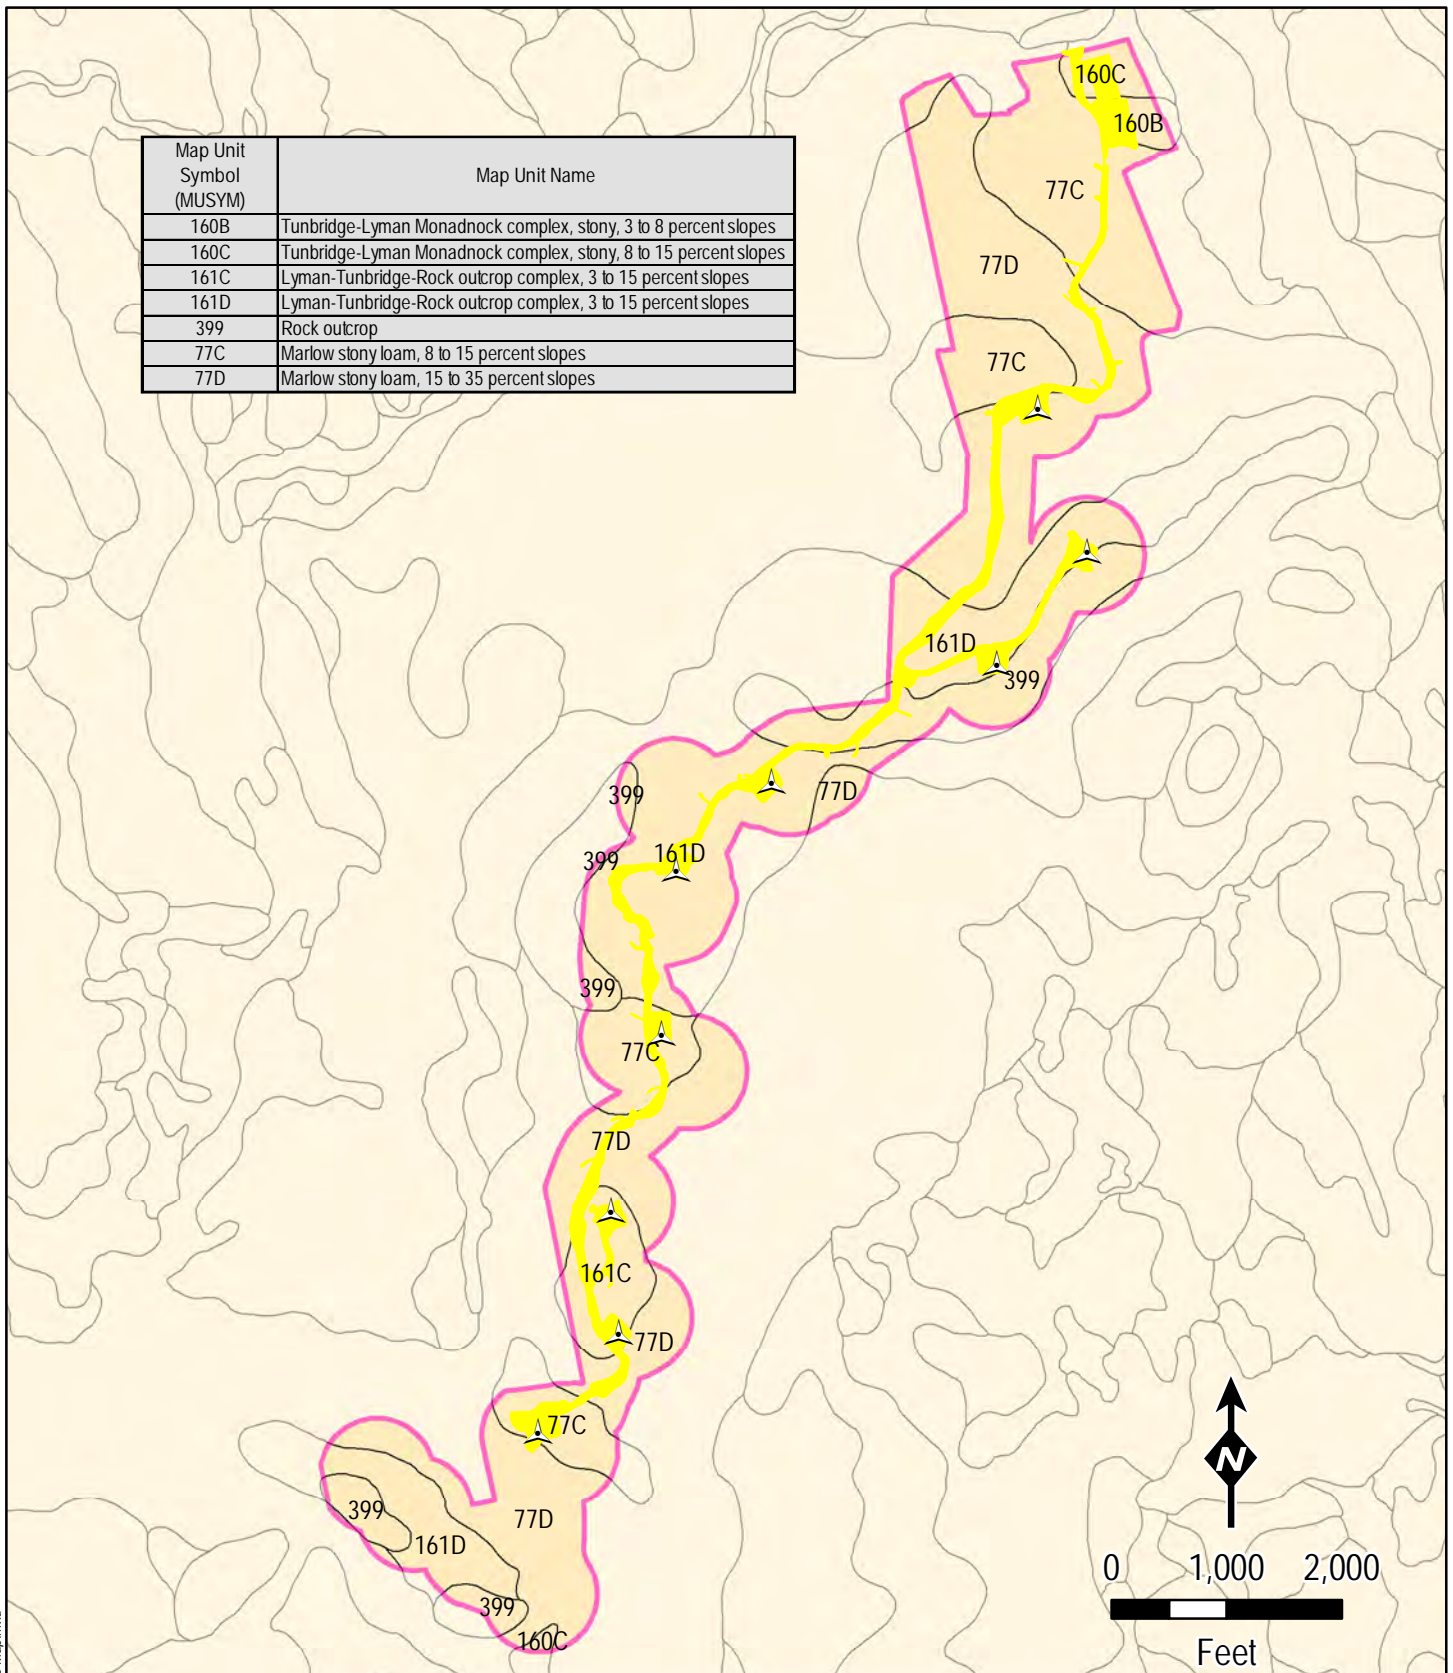 160C
160B
Map Unit
Symbol
(MUSYM)
Map Unit Name
160B Tunbridge-Lyman Monadnock complex, stony, 3 to 8 percent slopes
160C Tunbridge-Lyman Monadnock complex, stony, 8 to 15 percent slopes
161C Lyman-Tunbridge-Rock outcrop complex, 3 to 15 percent slopes
161D Lyman-Tunbridge-Rock outcrop complex, 3 to 15 percent slopes
399 Rock outcrop
77C Marlow stony loam, 8 to 15 percent slopes
77D Marlow stony loam, 15 to 35 percent slopes
77C
77D
77C
161D
399
399
77D
399
161D
399
77C
77D
161C
77D
77C
399
77D
161D
399
160C
N
0 1,000 2,000
Feet